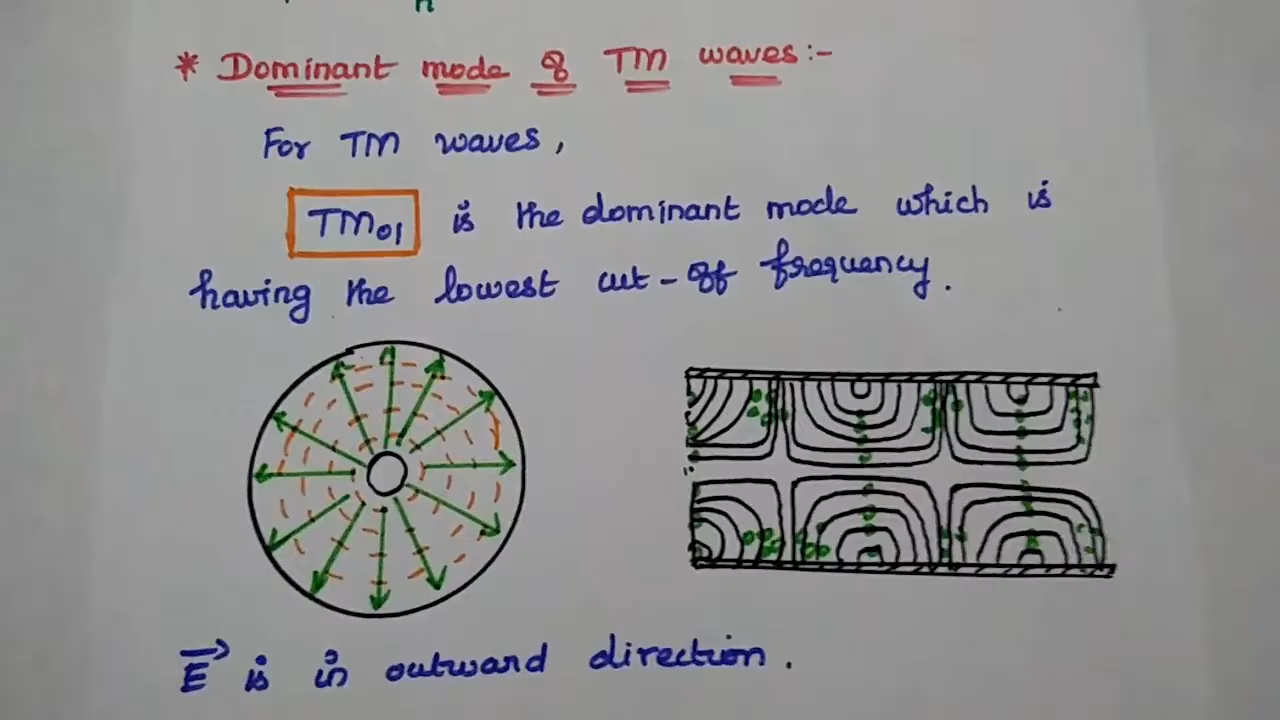 n
* Dominant mode of TM waves:-
For TM waves,
TM01 is the dominant mode which is
having the lowest cut-off frequency.
E is in outward direction.